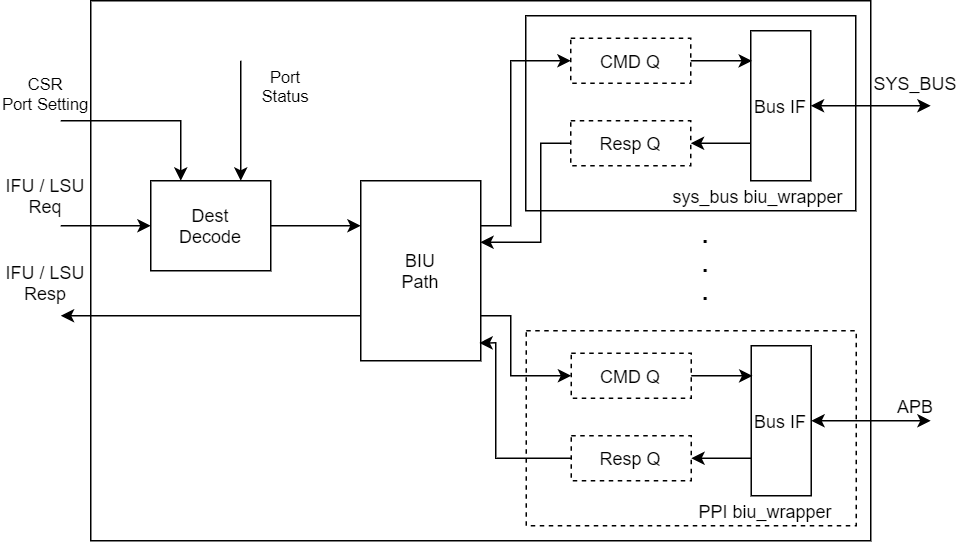 CSR
Port Setting
Port
Status
IFU / LSU
Req
Dest
Decode
IFU / LSU
Resp
BIU
Path
CMD Q
Resp Q
Bus IF
sys_bus biu_wrapper
SYS_BUS
.
.
.
CMD Q
Resp Q
Bus IF
PPI biu_wrapper
APB